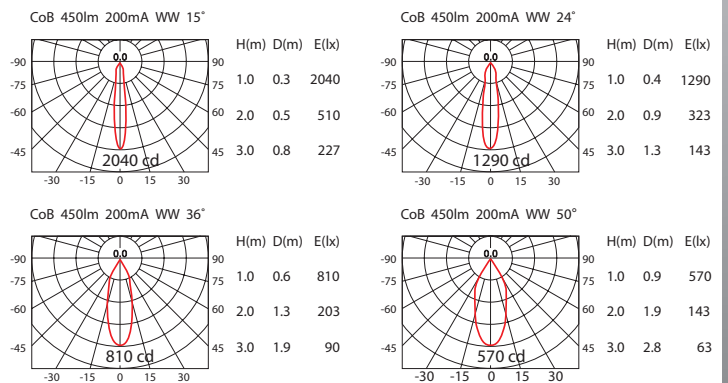 CoB 450lm 200mA WW 15°
H(m) D(m) E(lx)
0.0
-90 90
1.0 0.3 2040
-75 75
-60 60
2.0 0.5 510
-45 45
3.0 0.8 227
2040 cd
-30 -15 0 15 30
CoB 450lm 200mA WW 24°
H(m) D(m) E(lx)
0.0
-90 90
1.0 0.4 1290
-75 75
-60 60
2.0 0.9 323
-45 45
3.0 1.3 143
1290 cd
-30 -15 0 15 30
CoB 450lm 200mA WW 36°
H(m) D(m) E(lx)
0.0
-90 90
1.0 0.6 810
-75 75
-60 60
2.0 1.3 203
-45 45
3.0 1.9 90
810 cd
-30 -15 0 15 30
CoB 450lm 200mA WW 50°
H(m) D(m) E(lx)
0.0
-90 90
1.0 0.9 570
-75 75
-60 60
2.0 1.9 143
-45 45
3.0 2.8 63
570 cd
-30 -15 0 15 30